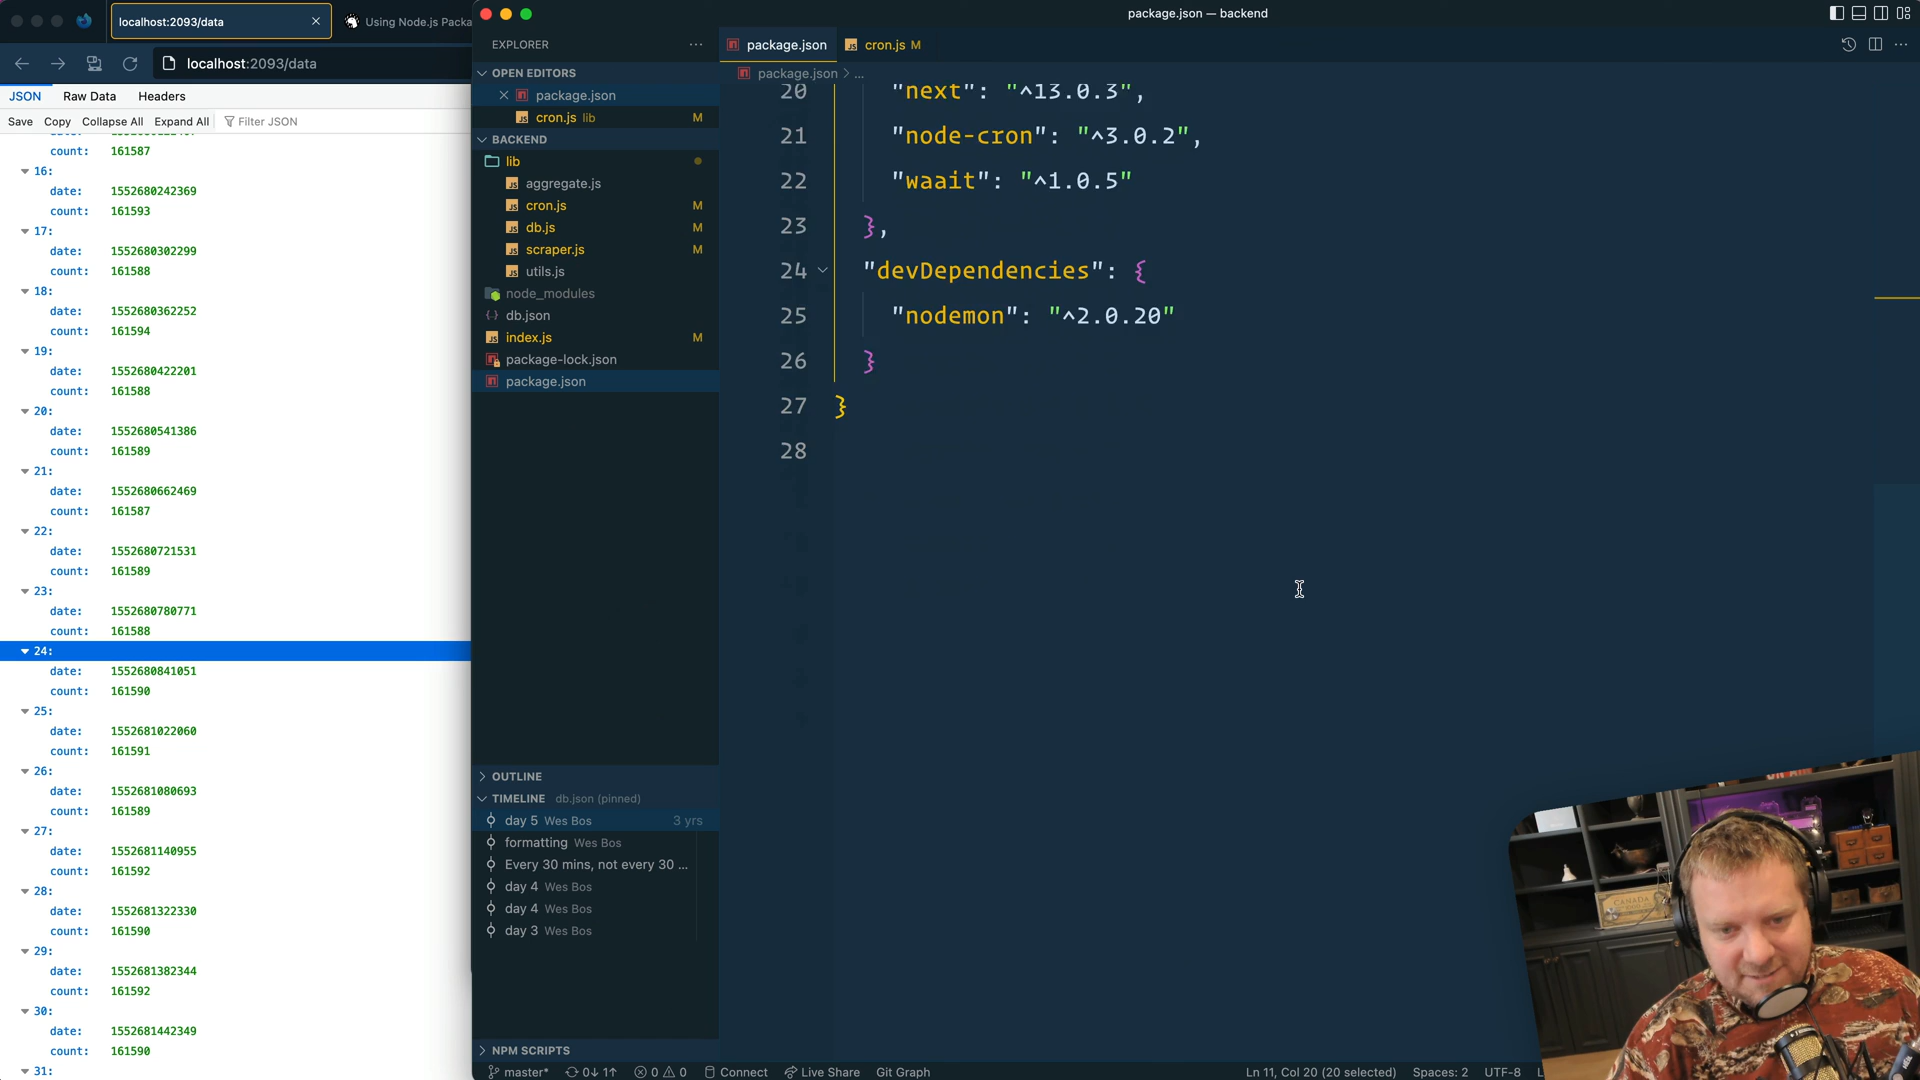 localhost:2093/data
Using Node.js Packa
localhost:2093/data
JSON Raw Data Headers
Save Copy Collapse All Expand All Filter JSON
count: 161587
16:
date: 1552680242369
count: 161593
17:
date: 1552680302299
count: 161588
18:
date: 1552680362252
count: 161594
19:
date: 1552680422201
count: 161588
20:
date: 1552680541386
count: 161589
21:
date: 1552680662469
count: 161587
22:
date: 1552680721531
count: 161589
23:
date: 1552680780771
count: 161588
24:
date: 1552680841051
count: 161590
25:
date: 1552681022060
count: 161591
26:
date: 1552681080693
count: 161589
27:
date: 1552681140955
count: 161592
28:
date: 1552681322330
count: 161590
29:
date: 1552681382344
count: 161592
30:
date: 1552681442349
count: 161590
31:
package.json — backend
EXPLORER
OPEN EDITORS
package.json
cron.js lib M
BACKEND
lib
aggregate.js
cron.js M
db.js M
scraper.js M
utils.js
node_modules
db.json
index.js M
package-lock.json
package.json
OUTLINE
TIMELINE db.json (pinned)
day 5 Wes Bos 3 yrs
formatting Wes Bos
Every 30 mins, not every 30 ...
day 4 Wes Bos
day 4 Wes Bos
day 3 Wes Bos
NPM SCRIPTS
package.json cron.js M
package.json > ...
20 "next": "^13.0.3",
21 "node-cron": "^3.0.2",
22 "waait": "^1.0.5"
23 },
24 "devDependencies": {
25 "nodemon": "^2.0.20"
26 }
27 }
28
CANADA
master* 0↓ 1↑ 0 0 Connect Live Share Git Graph Ln 11, Col 20 (20 selected) Spaces: 2 UTF-8 L